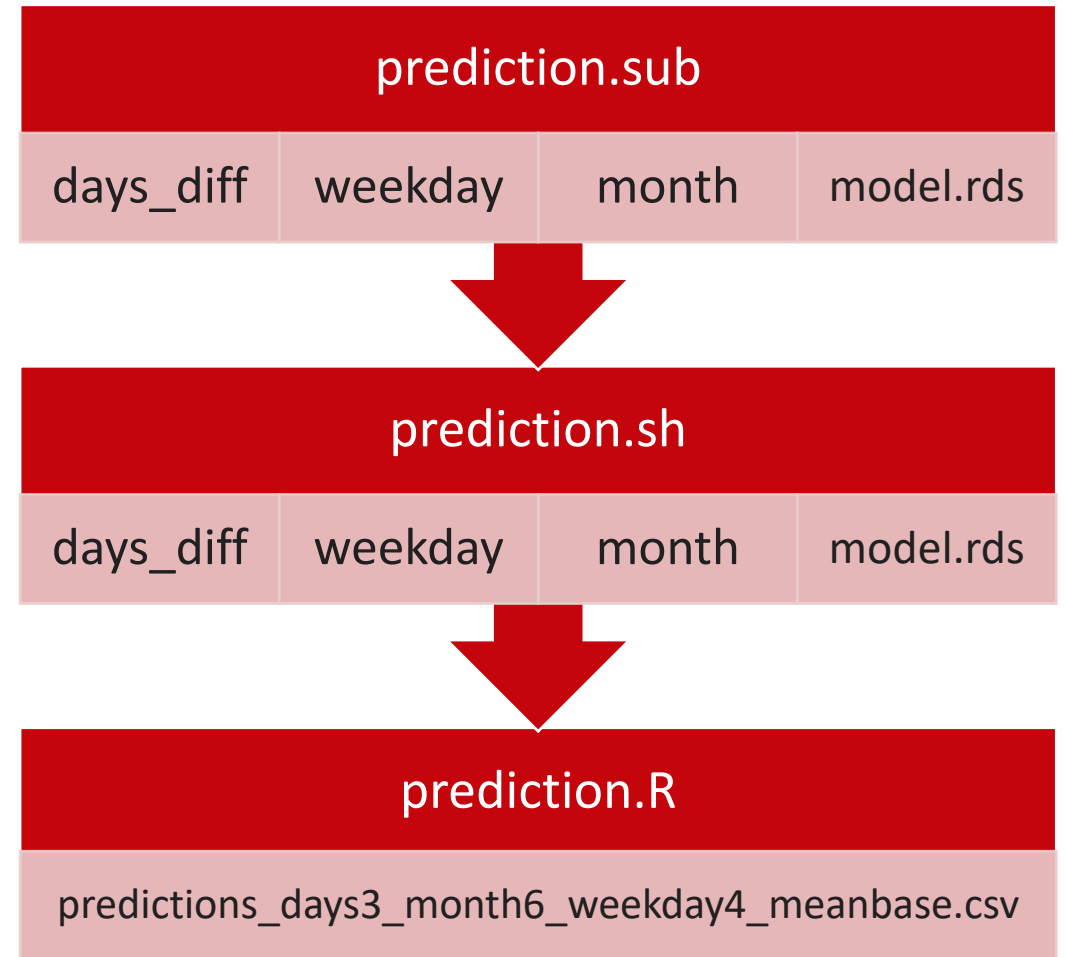 prediction.sub
days_diff weekday month model.rds
prediction.sh
days_diff weekday month model.rds
prediction.R
predictions_days3_month6_weekday4_meanbase.csv